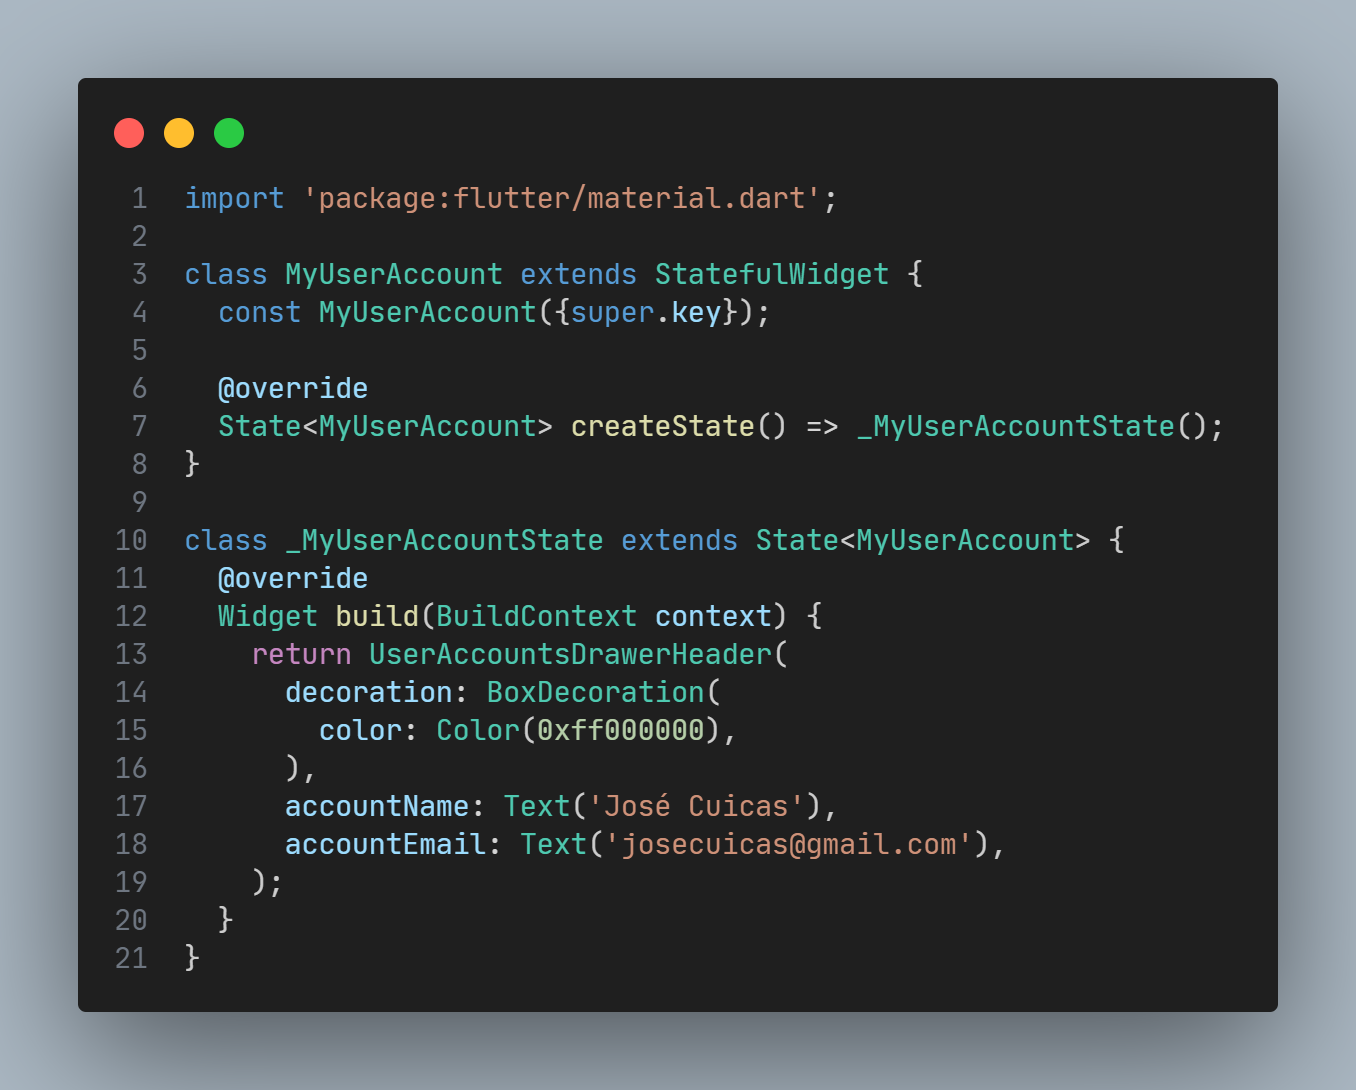 1 import 'package:flutter/material.dart';
2
3 class MyUserAccount extends StatefulWidget {
4   const MyUserAccount({super.key});
5
6   @override
7   State<MyUserAccount> createState() => _MyUserAccountState();
8 }
9
10 class _MyUserAccountState extends State<MyUserAccount> {
11   @override
12   Widget build(BuildContext context) {
13     return UserAccountsDrawerHeader(
14       decoration: BoxDecoration(
15         color: Color(0xff000000),
16       ),
17       accountName: Text('José Cuicas'),
18       accountEmail: Text('josecuicas@gmail.com'),
19     );
20   }
21 }